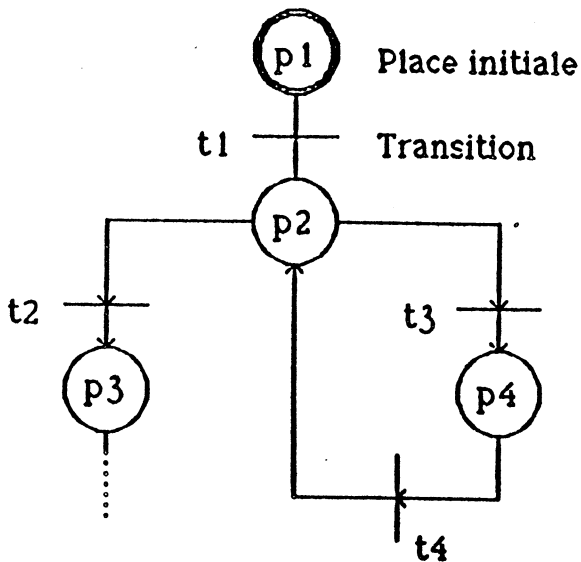 p1 Place initiale
t1 Transition
p2
t2
t3
p3
p4
t4